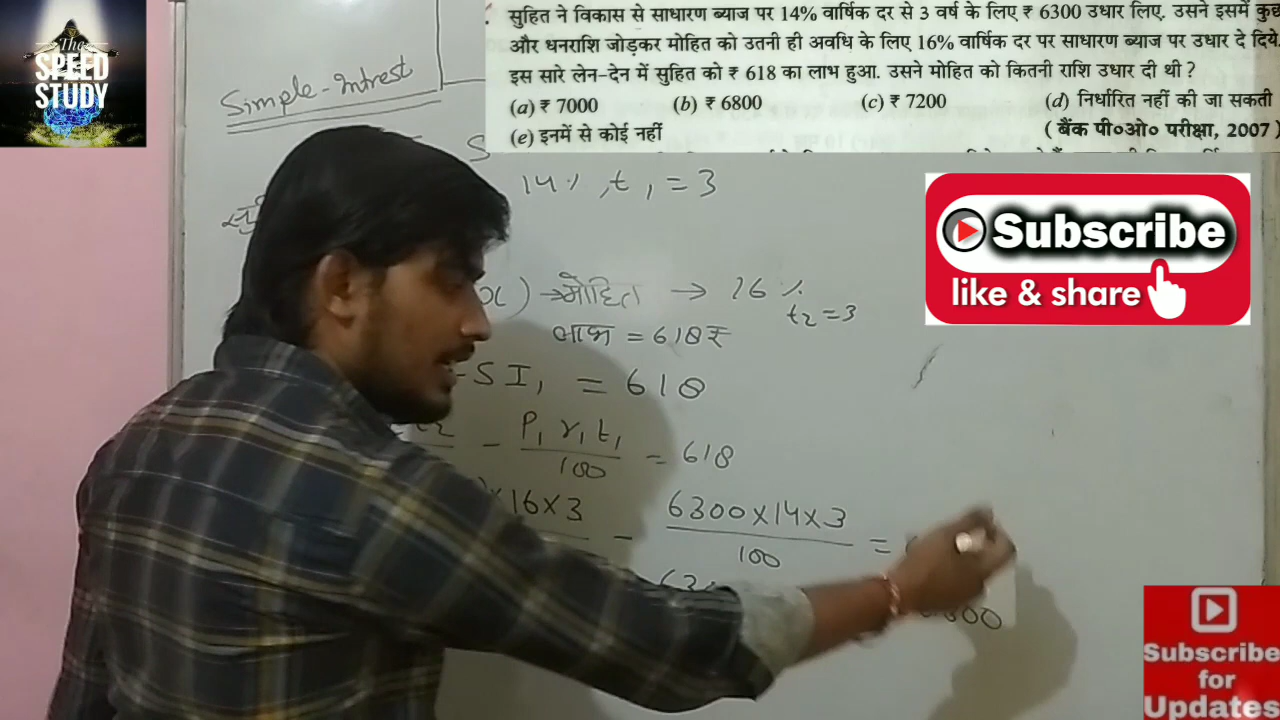 The
SPEED
STUDY
सुहित ने विकास से साधारण ब्याज पर 14% वार्षिक दर से 3 वर्ष के लिए ₹ 6300 उधार लिए. उसने इसमें कुछ
और धनराशि जोड़कर मोहित को उतनी ही अवधि के लिए 16% वार्षिक दर पर साधारण ब्याज पर उधार दे दिये.
इस सारे लेन-देन में सुहित को ₹ 618 का लाभ हुआ. उसने मोहित को कितनी राशि उधार दी थी ?
(a) ₹ 7000 (b) ₹ 6800 (c) ₹ 7200 (d) निर्धारित नहीं की जा सकती
(e) इनमें से कोई नहीं ( बैंक पी०ओ० परीक्षा, 2007 )
Simple-Intrest
14% , t1 = 3
Subscribe
like & share
x) → मोहित → 16 %
t2 = 3
लाभ = 618 ₹
- SI1 = 618
- P1 r1 t1 / 100 = 618
×16×3 - 6300×14×3 / 100 =
Subscribe
for
Updates